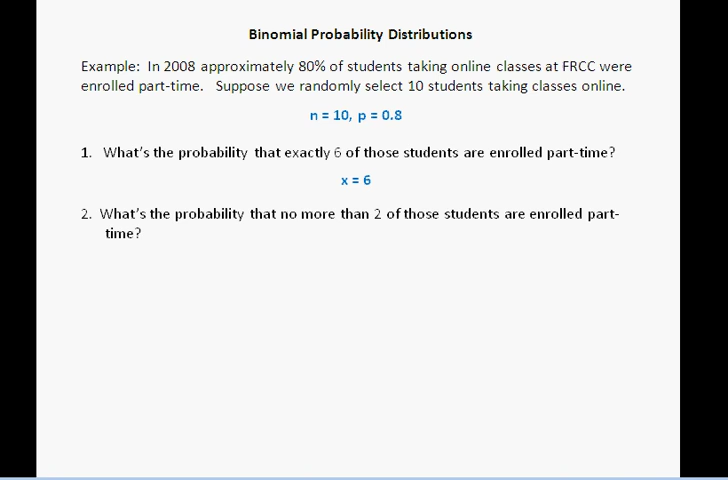 Binomial Probability Distributions
Example: In 2008 approximately 80% of students taking online classes at FRCC were
enrolled part-time. Suppose we randomly select 10 students taking classes online.
n = 10, p = 0.8
1. What's the probability that exactly 6 of those students are enrolled part-time?
x = 6
2. What's the probability that no more than 2 of those students are enrolled part-
time?